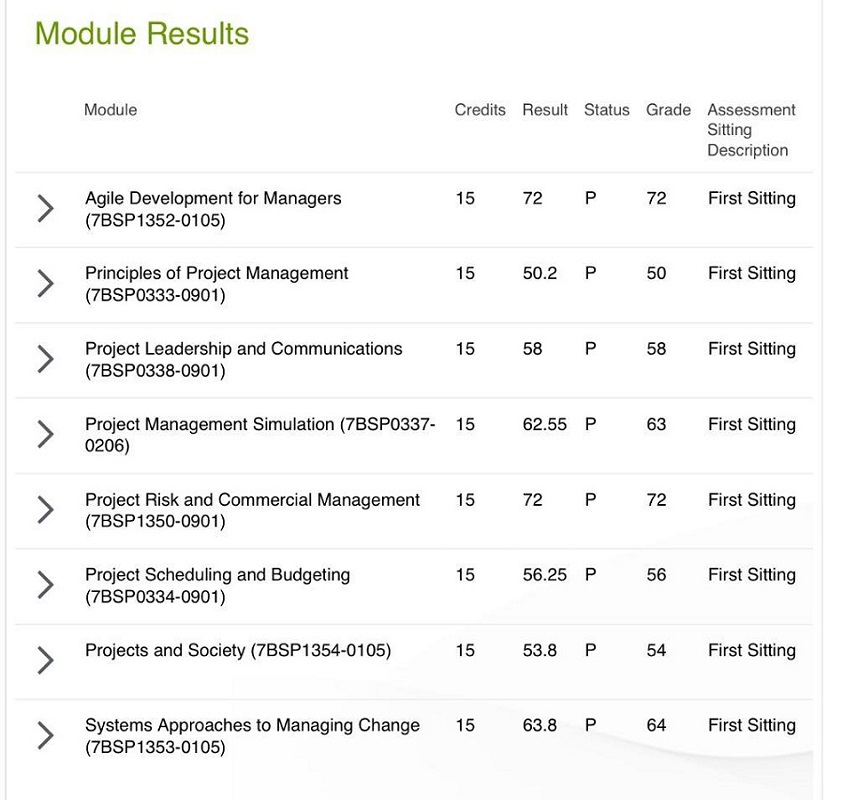 Module Results
Module Credits Result Status Grade Assessment
Sitting
Description
Agile Development for Managers 15 72 P 72 First Sitting
(7BSP1352-0105)
Principles of Project Management 15 50.2 P 50 First Sitting
(7BSP0333-0901)
Project Leadership and Communications 15 58 P 58 First Sitting
(7BSP0338-0901)
Project Management Simulation (7BSP0337- 15 62.55 P 63 First Sitting
0206)
Project Risk and Commercial Management 15 72 P 72 First Sitting
(7BSP1350-0901)
Project Scheduling and Budgeting 15 56.25 P 56 First Sitting
(7BSP0334-0901)
Projects and Society (7BSP1354-0105) 15 53.8 P 54 First Sitting
Systems Approaches to Managing Change 15 63.8 P 64 First Sitting
(7BSP1353-0105)